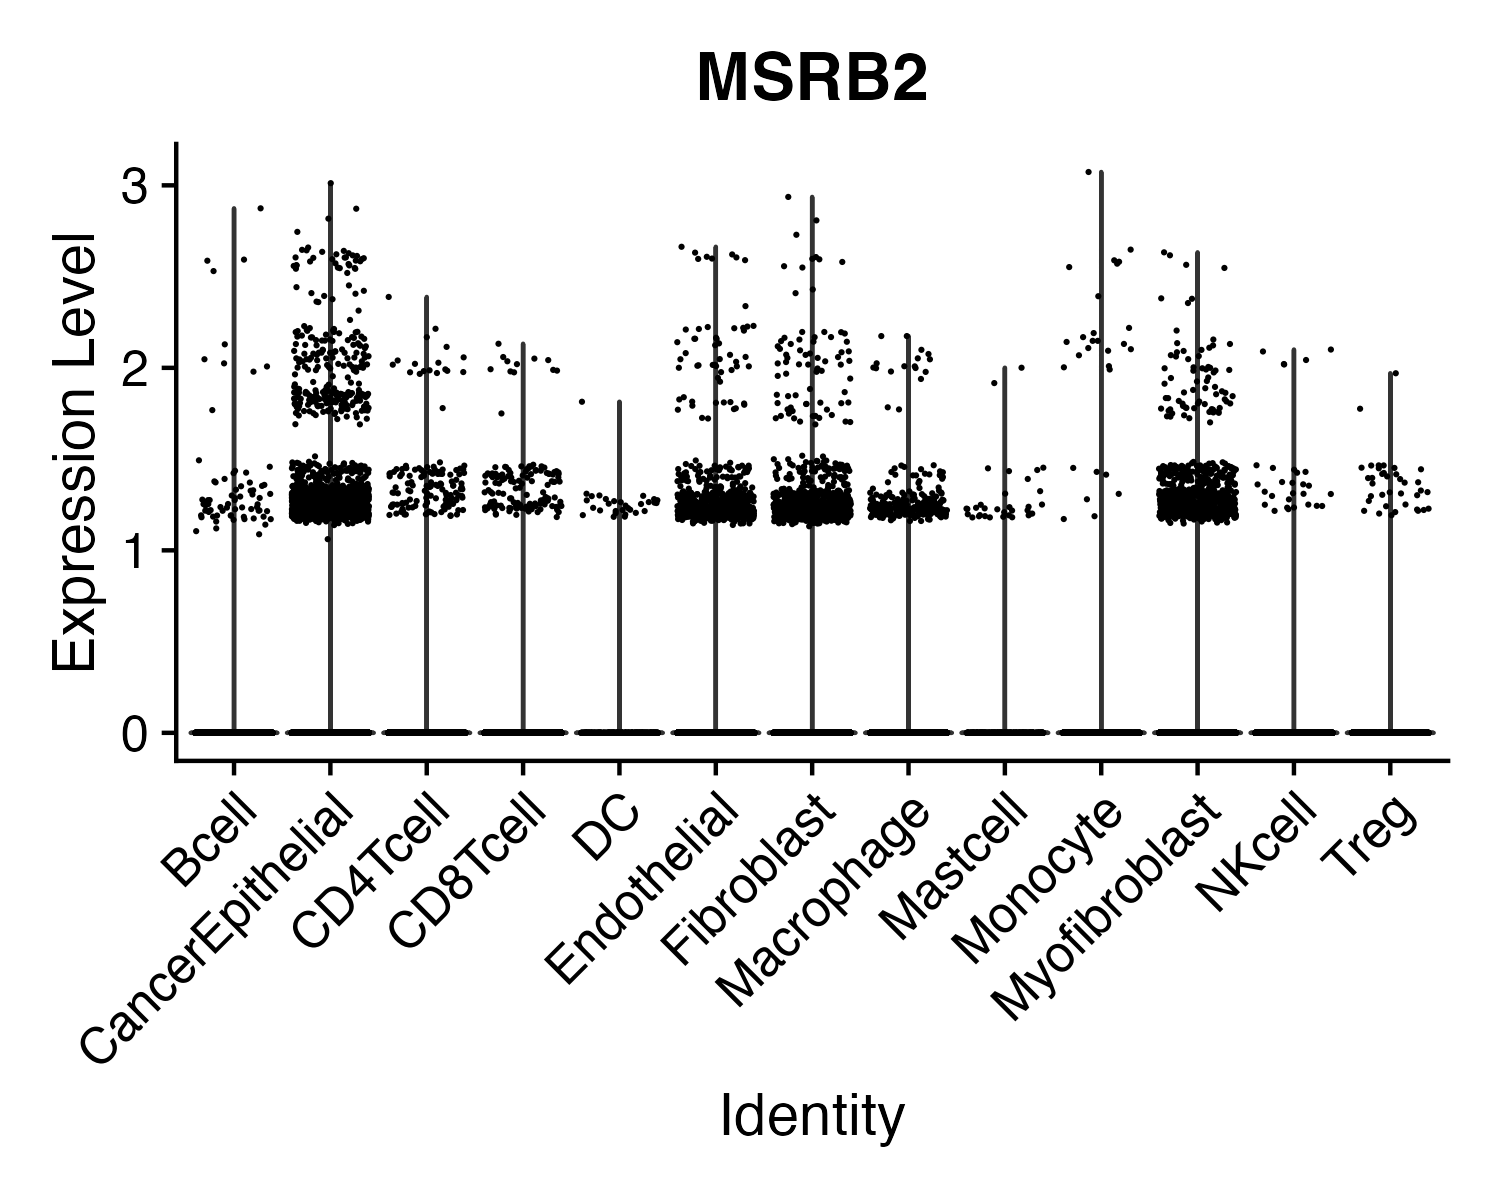 MSRB2
Expression Level
3
2
1
0
Bcell
CancerEpithelial
CD4Tcell
CD8Tcell
DC
Endothelial
Fibroblast
Macrophage
Mastcell
Monocyte
Myofibroblast
NKcell
Treg
Identity